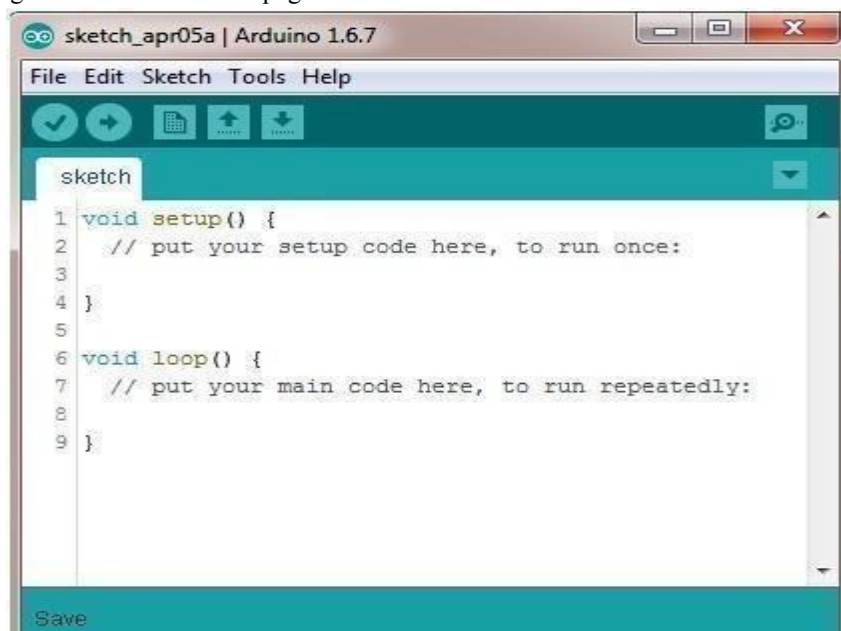 sketch_apr05a | Arduino 1.6.7
File Edit Sketch Tools Help
sketch
1 void setup() {
2 // put your setup code here, to run once:
3
4 }
5
6 void loop() {
7 // put your main code here, to run repeatedly:
8
9 }
Save